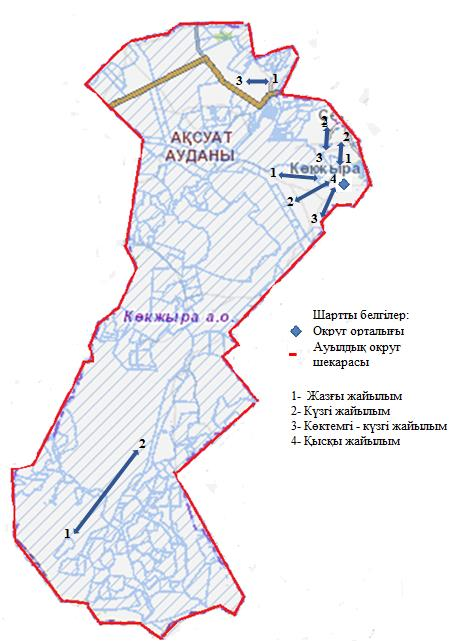 3 1
2
АҚСУАТ
АУДАНЫ
2
3
1
Көкжыра
1
4
2
3
Көкжыра а.о.
Шартты белгілер:
Округ орталығы
Ауылдық округ
шекарасы
1- Жазғы жайылым
2- Күзгі жайылым
3- Көктемгі - күзгі жайылым
4- Қысқы жайылым
2
1